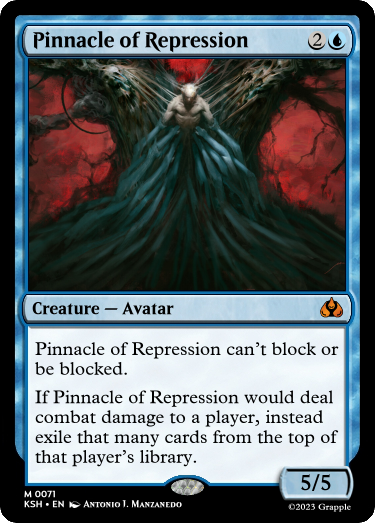 Pinnacle of Repression 2
Creature — Avatar
Pinnacle of Repression can't block or
be blocked.
If Pinnacle of Repression would deal
combat damage to a player, instead
exile that many cards from the top of
that player's library.
5/5
M 0071
KSH • EN Antonio J. Manzanedo
©2023 Grapple